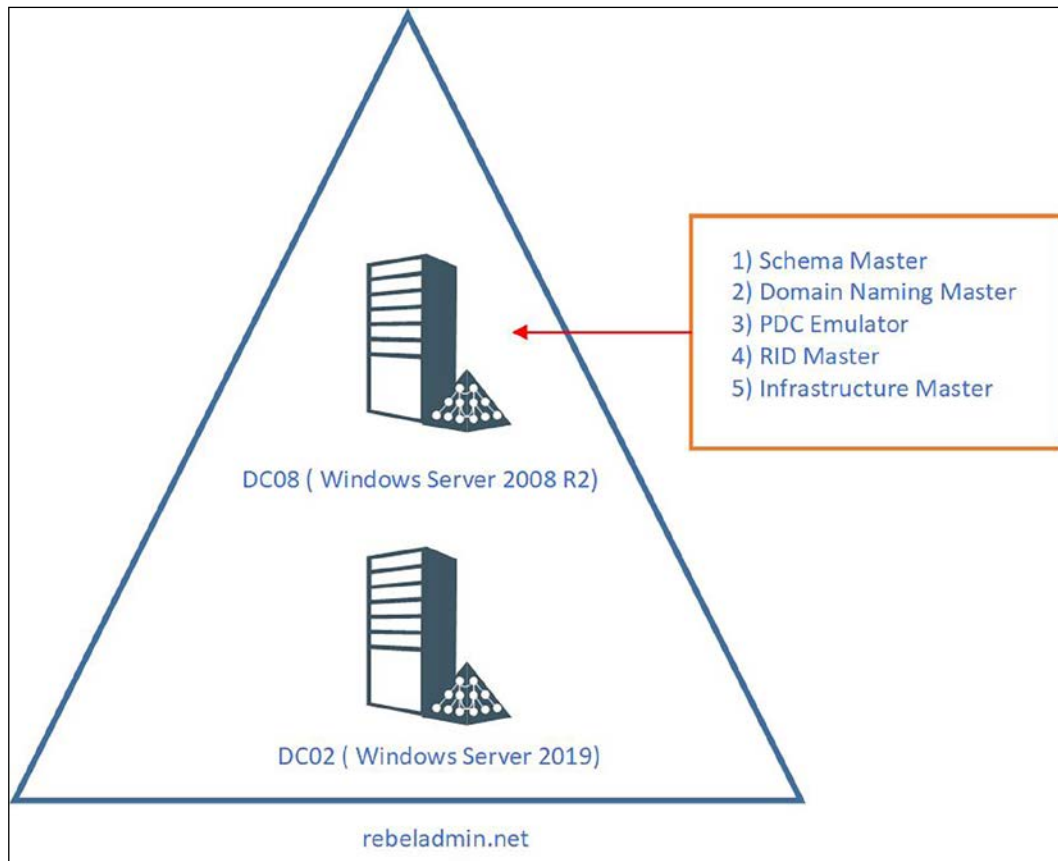 1) Schema Master
2) Domain Naming Master
3) PDC Emulator
4) RID Master
5) Infrastructure Master
DC08 ( Windows Server 2008 R2)
DC02 ( Windows Server 2019)
rebeladmin.net